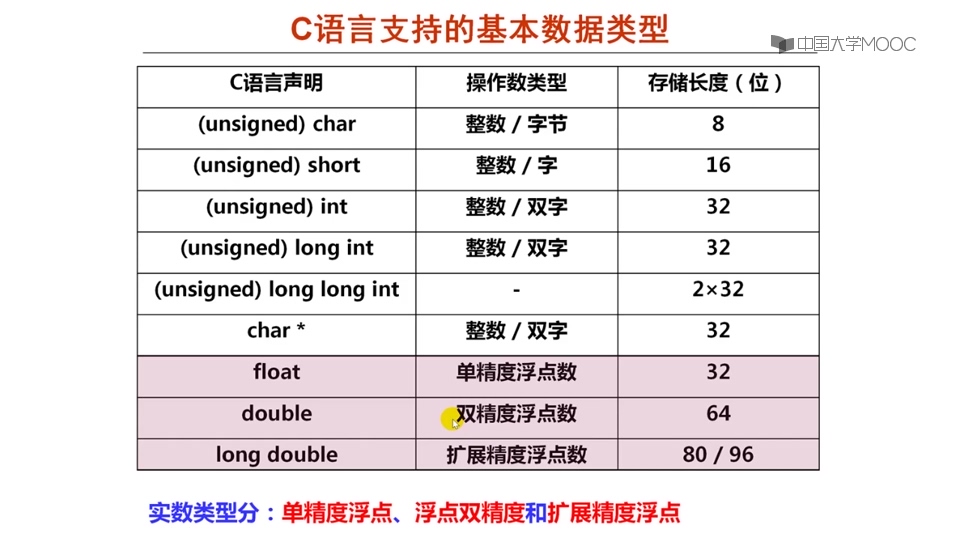 C语言支持的基本数据类型
中国大学MOOC
C语言声明 操作数类型 存储长度（位）
(unsigned) char 整数 / 字节 8
(unsigned) short 整数 / 字 16
(unsigned) int 整数 / 双字 32
(unsigned) long int 整数 / 双字 32
(unsigned) long long int - 2×32
char * 整数 / 双字 32
float 单精度浮点数 32
double 双精度浮点数 64
long double 扩展精度浮点数 80 / 96
实数类型分：单精度浮点、浮点双精度和扩展精度浮点